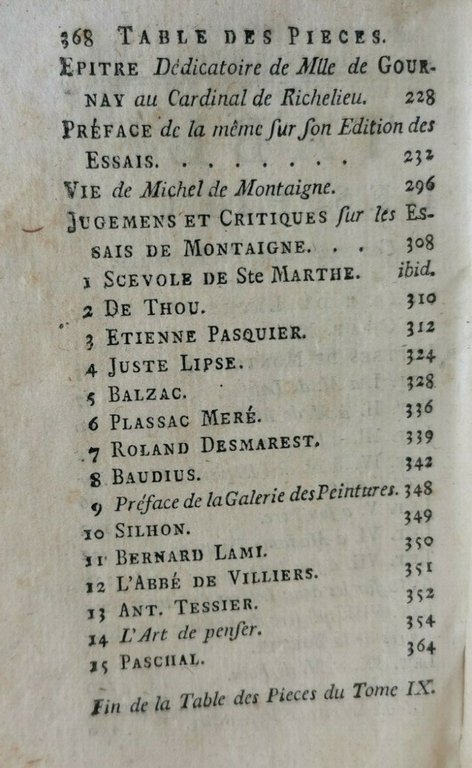 368 TABLE DES PIECES.
EPITRE Dédicatoire de Mlle de GOUR-
NAY au Cardinal de Richelieu. 228
PRÉFACE de la même ſur ſon Edition des
ESSAIS. . . . . . . . 232
VIE de Michel de Montaigne. 296
JUGEMENS ET CRITIQUES ſur les ES-
SAIS DE MONTAIGNE. . . 308
1 SCEVOLE DE Ste MARTHE. ibid.
2 DE THOU. 310
3 ETIENNE PASQUIER. 312
4 JUSTE LIPSE. 324
5 BALZAC. 328
6 PLASSAC MERÉ. 336
7 ROLAND DESMAREST. 339
8 BAUDIUS. 342
9 Préface de la Galerie des Peintures. 348
10 SILHON. 349
11 BERNARD LAMI. 350
12 L'ABBÉ DE VILLIERS. 351
13 ANT. TESSIER. 352
14 L'Art de penſer. 354
15 PASCHAL. 364
Fin de la Table des Pieces du Tome IX.